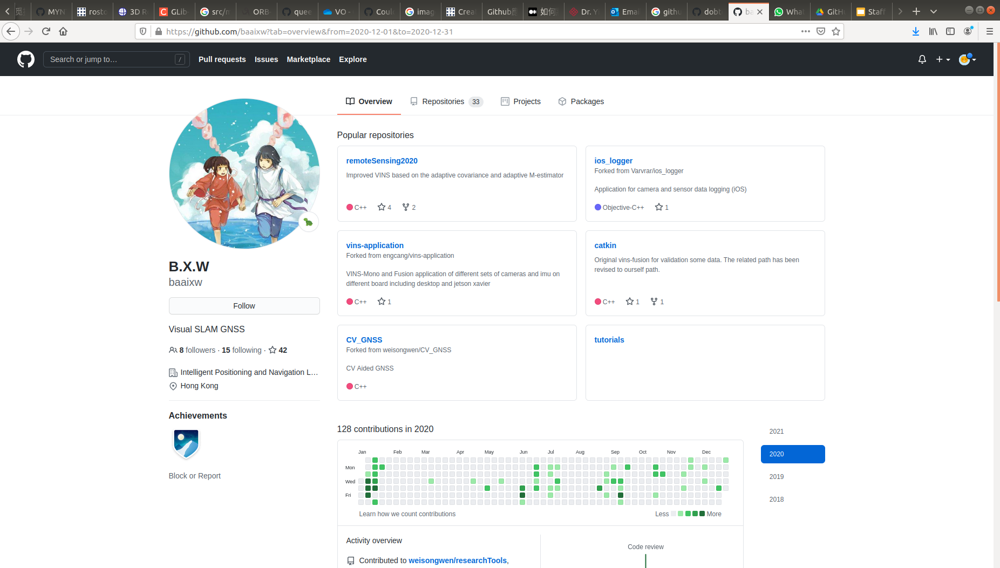 觅
MYN
rosto
3D R
GLib
src/m
ORB-
quee
VO -
Coul
imag
Crea
Github
如何
Dr. Yi
Emai
githu
dobt
ba
What
GitH
Staff
https://github.com/baaixw?tab=overview&from=2020-12-01&to=2020-12-31
Search or jump to…
/
Pull requests
Issues
Marketplace
Explore
Overview
Repositories 33
Projects
Packages
B.X.W
baaixw
Follow
Visual SLAM GNSS
8 followers · 15 following · 42
Intelligent Positioning and Navigation L…
Hong Kong
Achievements
Block or Report
Popular repositories
remoteSensing2020
Improved VINS based on the adaptive covariance and adaptive M-estimator
C++ 4 2
ios_logger
Forked from Varvrar/ios_logger
Application for camera and sensor data logging (iOS)
Objective-C++ 1
vins-application
Forked from engcang/vins-application
VINS-Mono and Fusion application of different sets of cameras and imu on
different board including desktop and jetson xavier
C++ 1
catkin
Original vins-fusion for validation some data. The related path has been
revised to ourself path.
C++ 1 1
CV_GNSS
Forked from weisongwen/CV_GNSS
CV Aided GNSS
C++
tutorials
128 contributions in 2020
Jan Feb Mar Apr May Jun Jul Aug Sep Oct Nov Dec
Mon
Wed
Fri
Learn how we count contributions
Less More
2021
2020
2019
2018
Activity overview
Contributed to weisongwen/researchTools,
Code review